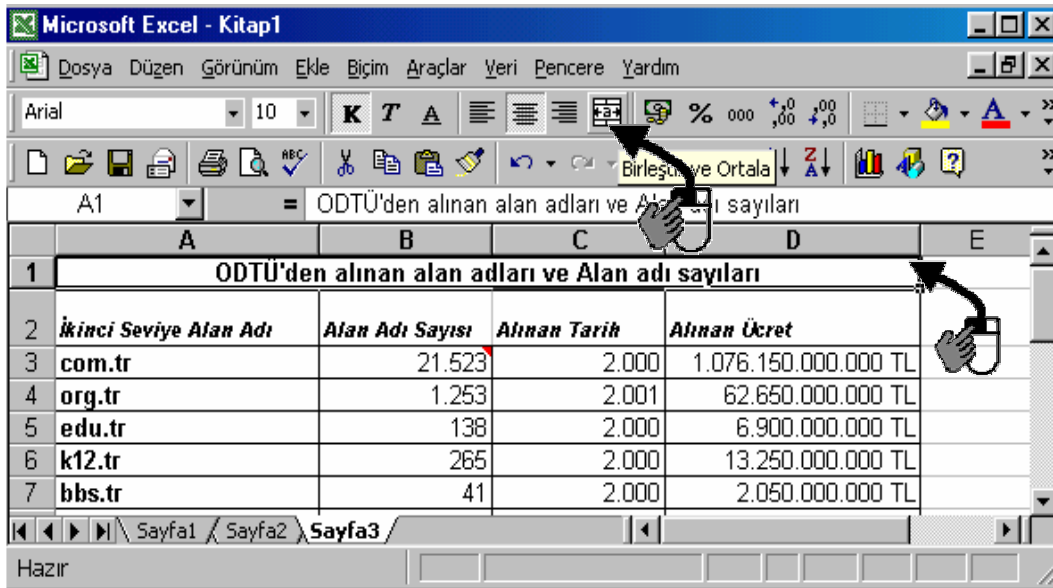 Microsoft Excel - Kitap1
Dosya Düzen Görünüm Ekle Biçim Araçlar Veri Pencere Yardım
Arial 10 K T A % 000 ,00 ,00 A
ABC Z A
Birleştir ve Ortala
A1 = ODTÜ'den alınan alan adları ve Alan adı sayıları
A B C D E
1 ODTÜ'den alınan alan adları ve Alan adı sayıları
2 İkinci Seviye Alan Adı Alan Adı Sayısı Alınan Tarih Alınan Ücret
3 com.tr 21.523 2.000 1.076.150.000.000 TL
4 org.tr 1.253 2.001 62.650.000.000 TL
5 edu.tr 138 2.000 6.900.000.000 TL
6 k12.tr 265 2.000 13.250.000.000 TL
7 bbs.tr 41 2.000 2.050.000.000 TL
Sayfa1 Sayfa2 Sayfa3
Hazır